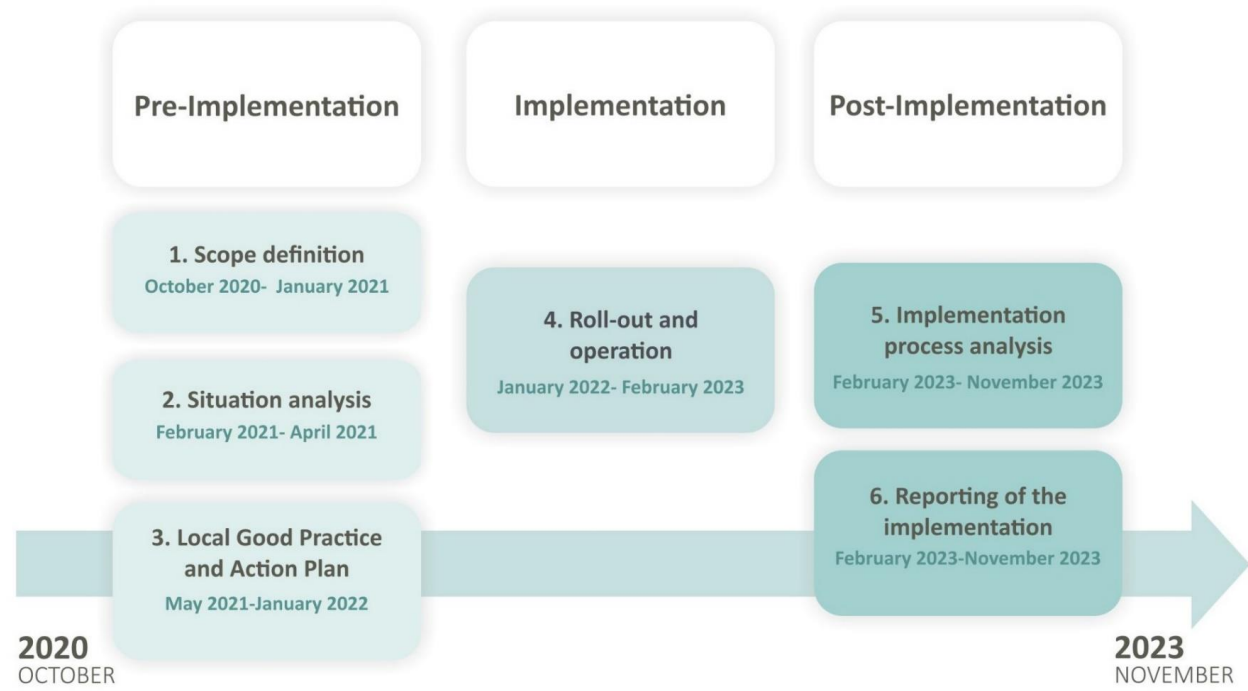 Pre-Implementation
Implementation
Post-Implementation
1. Scope definition
October 2020-  January 2021
2. Situation analysis
February 2021- April 2021
3. Local Good Practice
and Action Plan
May 2021-January 2022
4. Roll-out and
operation
January 2022- February 2023
5. Implementation
process analysis
February 2023- November 2023
6. Reporting of the
implementation
February 2023-November 2023
2020
OCTOBER
2023
NOVEMBER